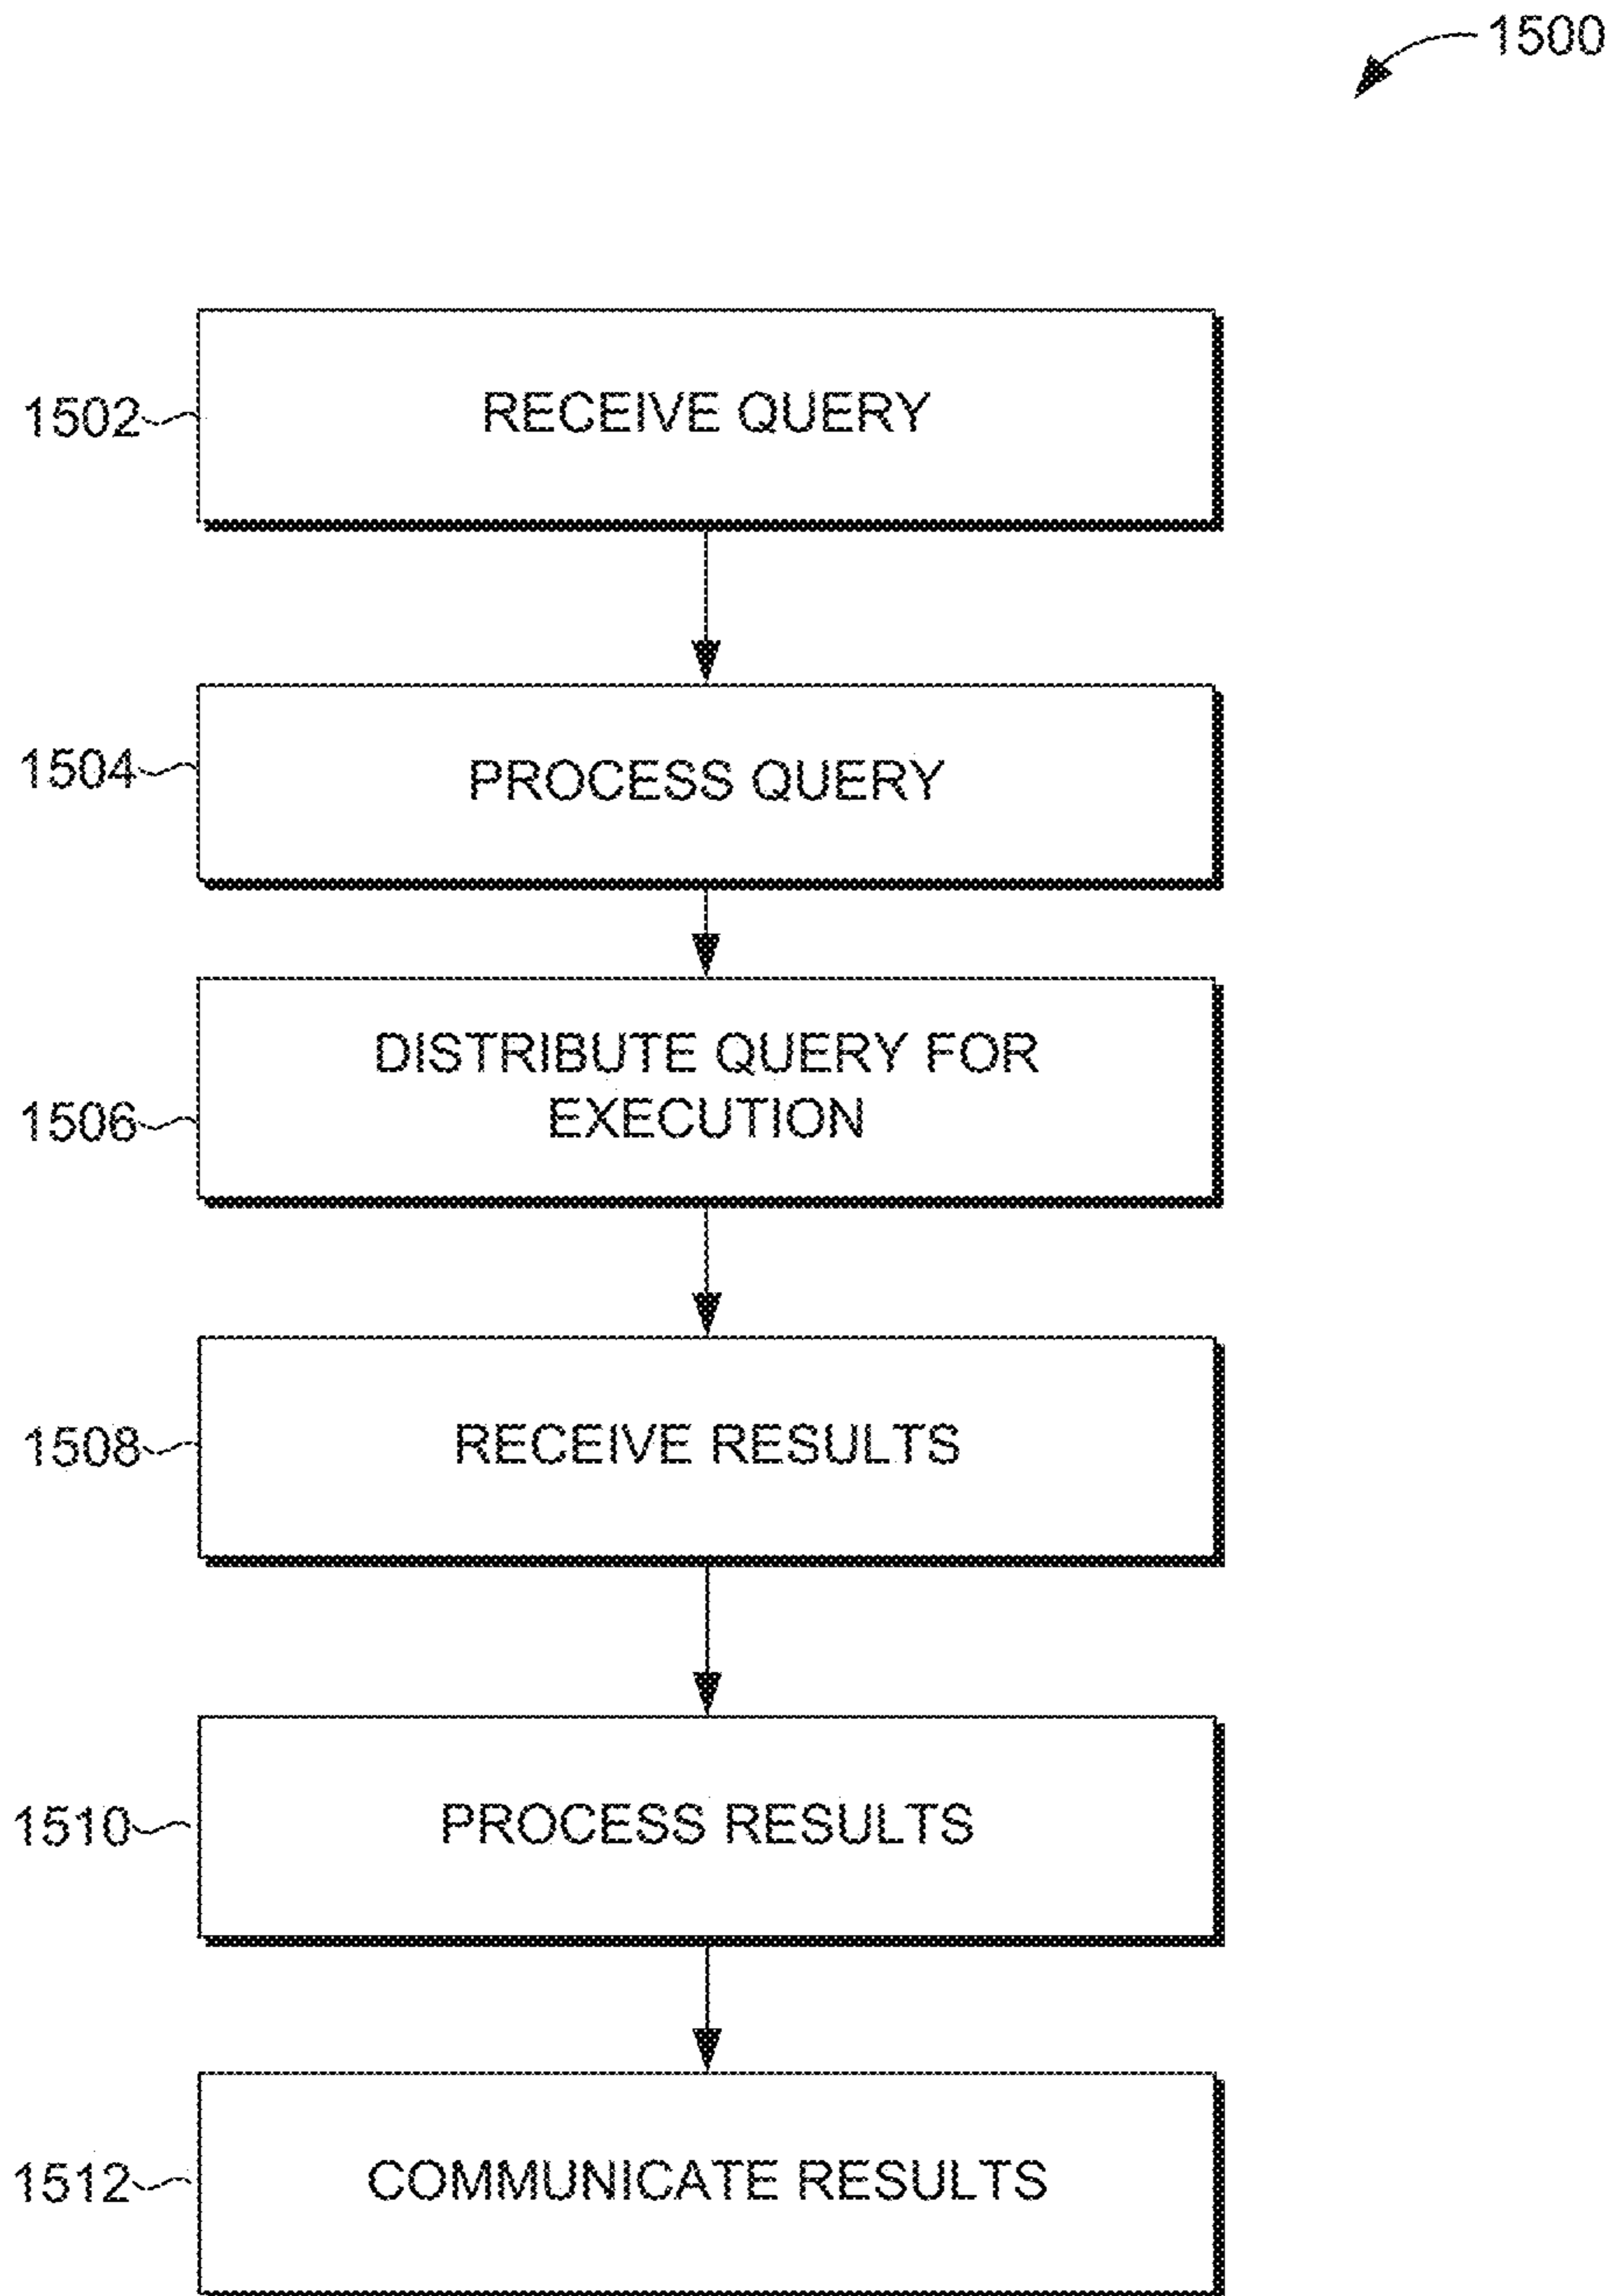 1500
1502
RECEIVE QUERY
1504
PROCESS QUERY
DISTRIBUTE QUERY FOR
EXECUTION
1506
1508
RECEIVE RESULTS
1510
PROCESS RESULTS
1512
COMMUNICATE RESULTS